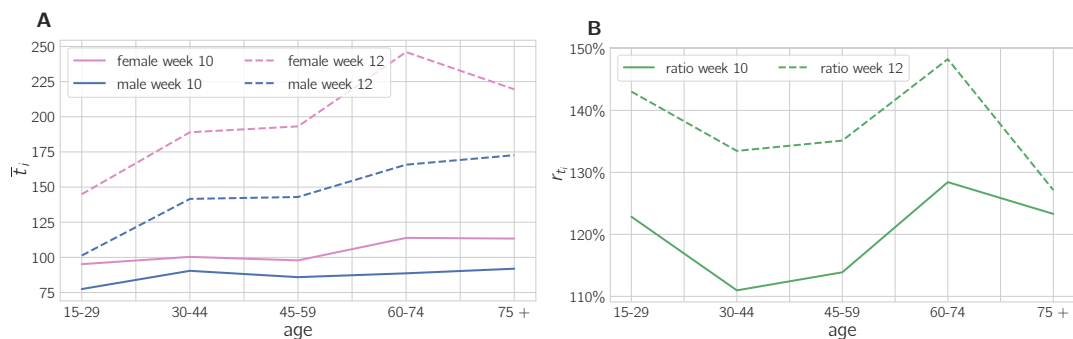 A
250
225
200
175
150
125
100
75
t̅ᵢ
female week 10
female week 12
male week 10
male week 12
15-29
30-44
45-59
60-74
75 +
age
B
150%
140%
130%
120%
110%
r_{t_i}
ratio week 10
ratio week 12
15-29
30-44
45-59
60-74
75 +
age